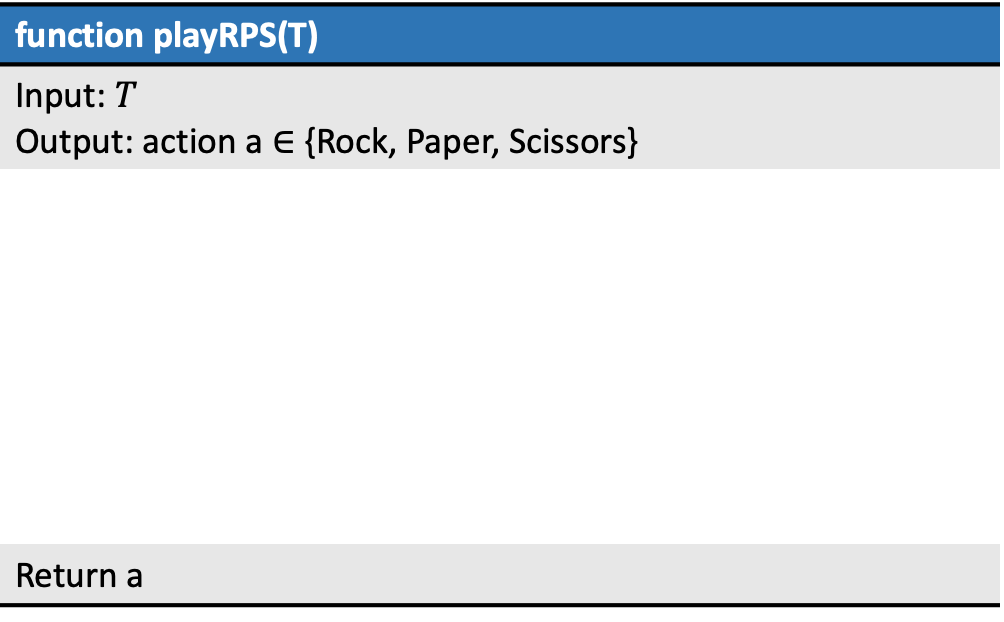 function playRPS(T)
Input: T
Output: action a ∈ {Rock, Paper, Scissors}
Return a